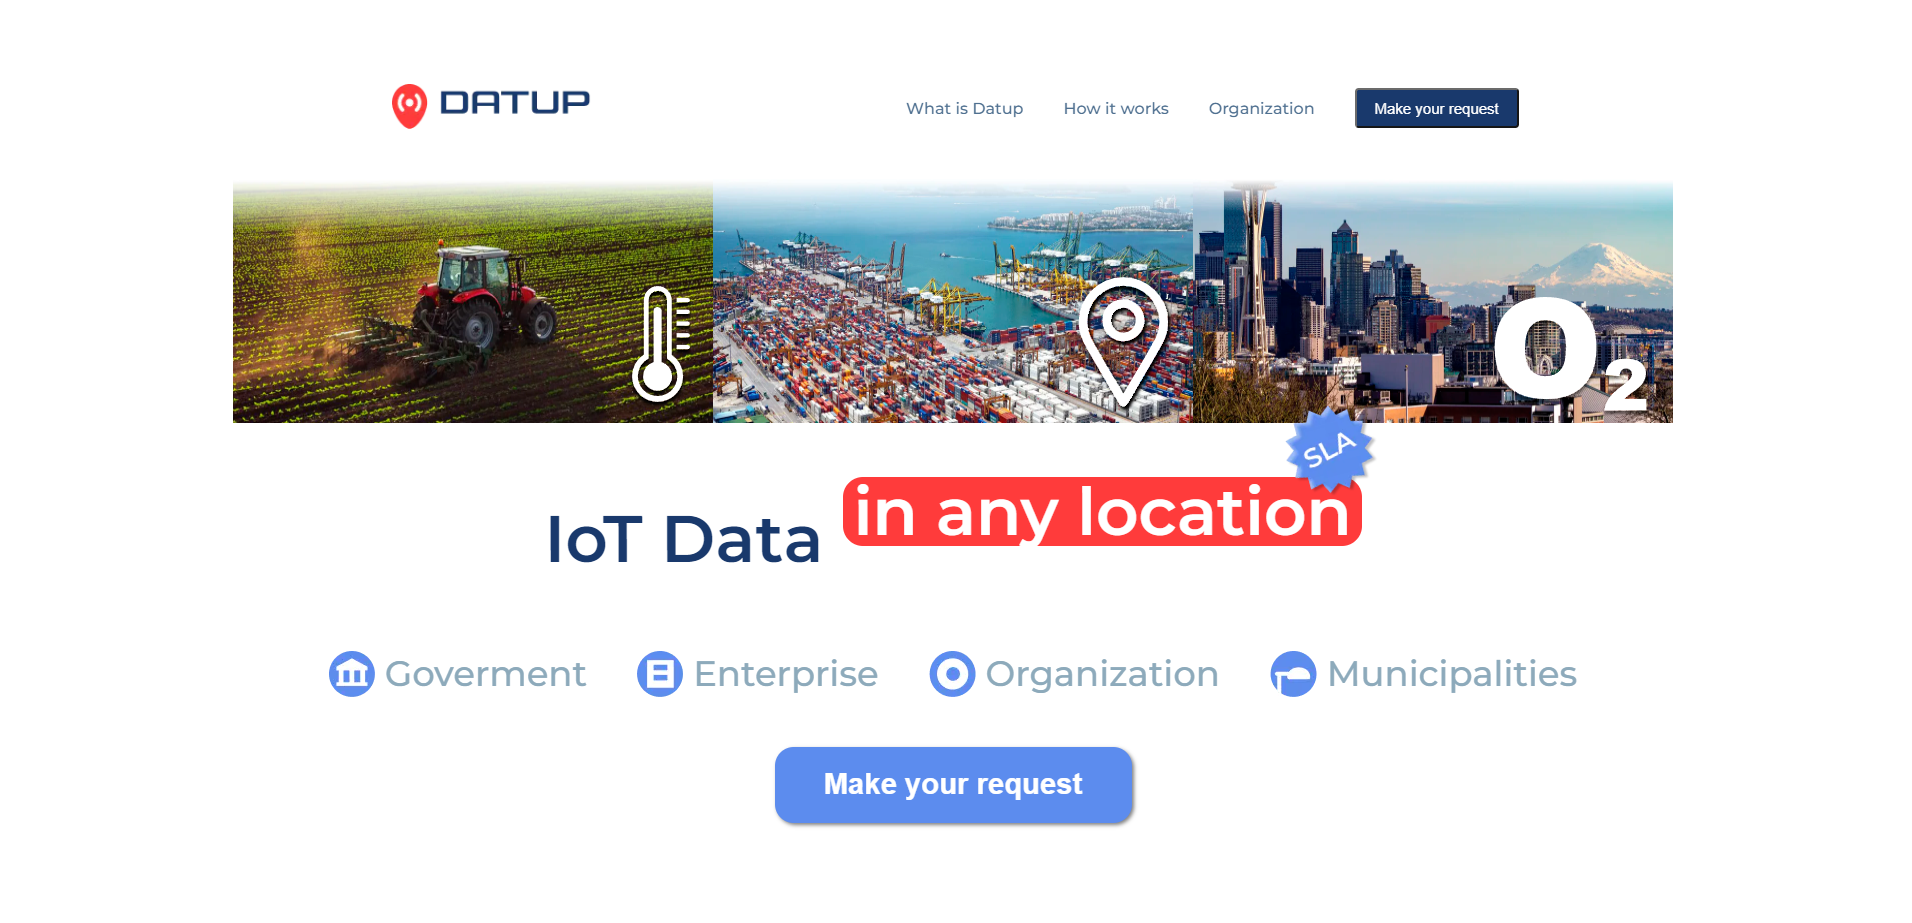 DATUP
What is Datup How it works Organization Make your request
O₂
SLA
IoT Data in any location
Goverment Enterprise Organization Municipalities
Make your request